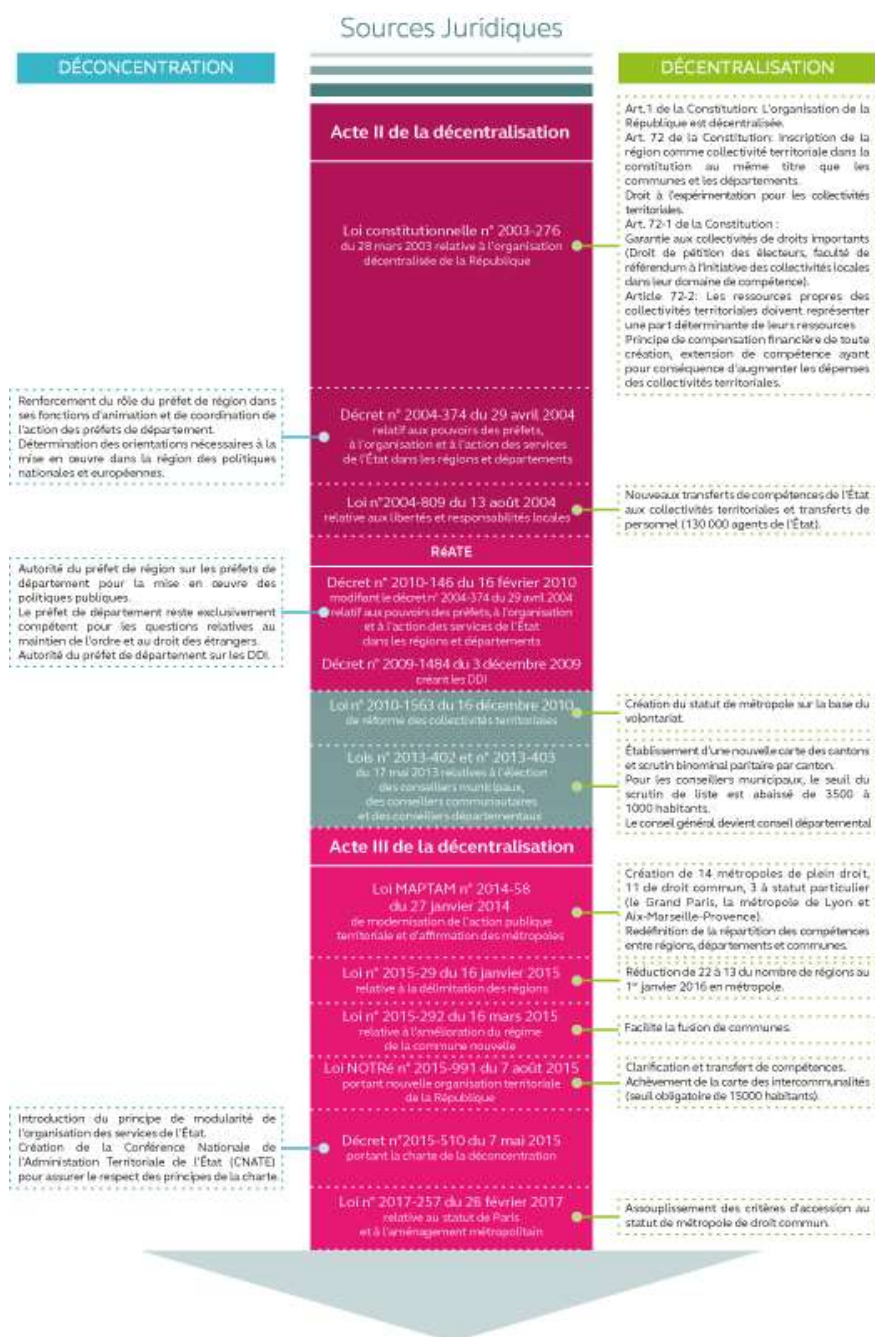 Sources Juridiques
DÉCONCENTRATION
DÉCENTRALISATION
Acte II de la décentralisation
Art.1 de la Constitution: L'organisation de la
République est décentralisée.
Art. 72 de la Constitution: Inscription de la
région comme collectivité territoriale dans la
constitution au même titre que les
communes et les départements.
Droit à l'expérimentation pour les collectivités
territoriales.
Art. 72-1 de la Constitution :
Garantie aux collectivités de droits importants
(Droit de pétition des électeurs, faculté de
référendum à l'initiative des collectivités locales
dans leur domaine de compétence).
Article 72-2: Les ressources propres des
collectivités territoriales doivent représenter
une part déterminante de leurs ressources
Principe de compensation financière de toute
création, extension de compétence ayant
pour conséquence d'augmenter les dépenses
des collectivités territoriales.
Loi constitutionnelle n° 2003-276
du 28 mars 2003 relative à l'organisation
décentralisée de la République
Renforcement du rôle du préfet de région dans
ses fonctions d'animation et de coordination de
l'action des préfets de département.
Détermination des orientations nécessaires à la
mise en œuvre dans la région des politiques
nationales et européennes.
Décret n° 2004-374 du 29 avril 2004
relatif aux pouvoirs des préfets,
à l'organisation et à l'action des services
de l'État dans les régions et départements
Loi n°2004-809 du 13 août 2004
relative aux libertés et responsabilités locales
Nouveaux transferts de compétences de l'État
aux collectivités territoriales et transferts de
personnel (130 000 agents de l'État).
RéATE
Autorité du préfet de région sur les préfets de
département pour la mise en œuvre des
politiques publiques.
Le préfet de département reste exclusivement
compétent pour les questions relatives au
maintien de l'ordre et au droit des étrangers.
Autorité du préfet de département sur les DDI.
Décret n° 2010-146 du 16 février 2010
modifiant le décret n° 2004-374 du 29 avril 2004
relatif aux pouvoirs des préfets, à l'organisation
et à l'action des services de l'État
dans les régions et départements
Décret n° 2009-1484 du 3 décembre 2009
créant les DDI
Loi n° 2010-1563 du 16 décembre 2010
de réforme des collectivités territoriales
Création du statut de métropole sur la base du
volontariat.
Lois n° 2013-402 et n° 2013-403
du 17 mai 2013 relatives à l'élection
des conseillers municipaux,
des conseillers communautaires
et des conseillers départementaux
Établissement d'une nouvelle carte des cantons
et scrutin binominal paritaire par canton.
Pour les conseillers municipaux, le seuil du
scrutin de liste est abaissé de 3500 à
1000 habitants.
Le conseil général devient conseil départemental
Acte III de la décentralisation
Loi MAPTAM n° 2014-58
du 27 janvier 2014
de modernisation de l'action publique
territoriale et d'affirmation des métropoles
Création de 14 métropoles de plein droit,
11 de droit commun, 3 à statut particulier
(le Grand Paris, la métropole de Lyon et
Aix-Marseille-Provence).
Redéfinition de la répartition des compétences
entre régions, départements et communes.
Loi n° 2015-29 du 16 janvier 2015
relative à la délimitation des régions
Réduction de 22 à 13 du nombre de régions au
1er janvier 2016 en métropole.
Loi n° 2015-292 du 16 mars 2015
relative à l'amélioration du régime
de la commune nouvelle
Facilite la fusion de communes.
Loi NOTRé n° 2015-991 du 7 août 2015
portant nouvelle organisation territoriale
de la République
Clarification et transfert de compétences.
Achèvement de la carte des intercommunalités
(seuil obligatoire de 15000 habitants).
Introduction du principe de modularité de
l'organisation des services de l'État.
Création de la Conférence Nationale de
l'Administation Territoriale de l'État (CNATE)
pour assurer le respect des principes de la charte
Décret n°2015-510 du 7 mai 2015
portant la charte de la déconcentration
Loi n° 2017-257 du 28 février 2017
relative au statut de Paris
et à l'aménagement métropolitain
Assouplissement des critères d'accession au
statut de métropole de droit commun.